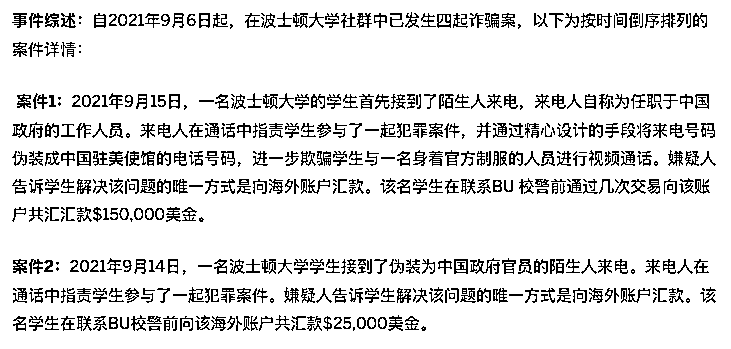 事件综述：自2021年9月6日起，在波士顿大学社群中已发生四起诈骗案，以下为按时间倒序排列的
案件详情：
案件1：2021年9月15日，一名波士顿大学的学生首先接到了陌生人来电，来电人自称为任职于中国
政府的工作人员。来电人在通话中指责学生参与了一起犯罪案件，并通过精心设计的手段将来电号码
伪装成中国驻美使馆的电话号码，进一步欺骗学生与一名身着官方制服的人员进行视频通话。嫌疑人
告诉学生解决该问题的唯一方式是向海外账户汇款。该名学生在联系BU 校警前通过几次交易向该账
户共汇汇款$150,000美金。
案件2：2021年9月14日，一名波士顿大学学生接到了伪装为中国政府官员的陌生人来电。来电人在
通话中指责学生参与了一起犯罪案件。嫌疑人告诉学生解决该问题的唯一方式是向海外账户汇款。该
名学生在联系BU校警前向该海外账户共汇款$25,000美金。